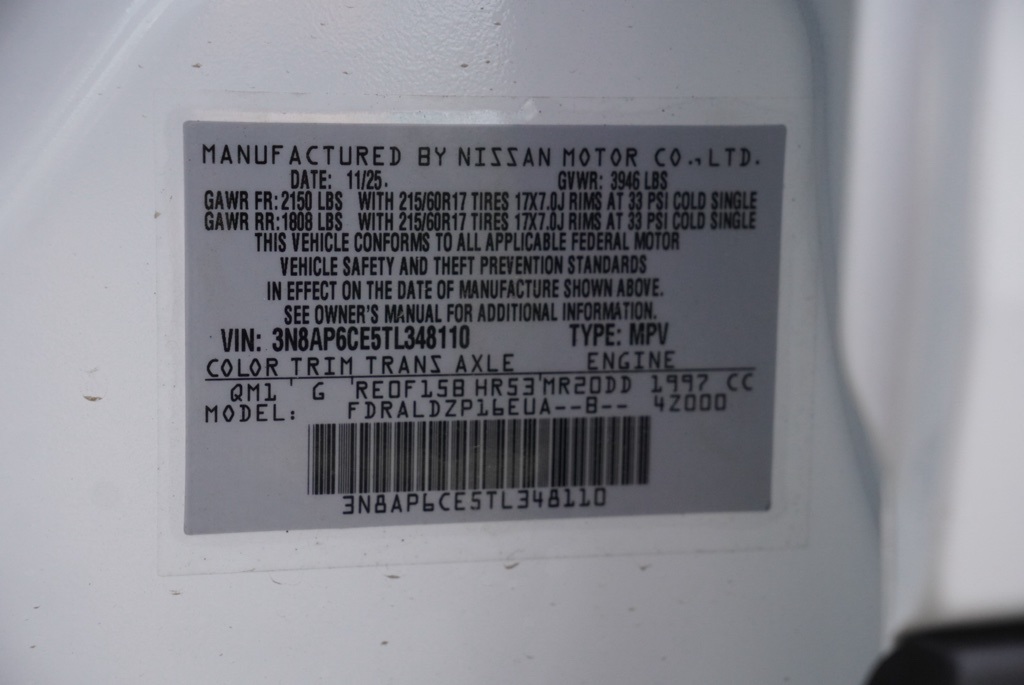 MANUFACTURED BY NISSAN MOTOR CO., LTD.
DATE: 11/25. GVWR: 3946 LBS
GAWR FR: 2150 LBS WITH 215/60R17 TIRES 17X7.0J RIMS AT 33 PSI COLD SINGLE
GAWR RR: 1808 LBS WITH 215/60R17 TIRES 17X7.0J RIMS AT 33 PSI COLD SINGLE
THIS VEHICLE CONFORMS TO ALL APPLICABLE FEDERAL MOTOR
VEHICLE SAFETY AND THEFT PREVENTION STANDARDS
IN EFFECT ON THE DATE OF MANUFACTURE SHOWN ABOVE.
SEE OWNER'S MANUAL FOR ADDITIONAL INFORMATION.
VIN: 3N8AP6CE5TL348110 TYPE: MPV
COLOR TRIM TRANS AXLE ENGINE
QM1 ' G 'RE0F15B HR53'MR20DD 1997 CC
MODEL: FDRALDZP16EUA--B-- 42000
3N8AP6CE5TL348110